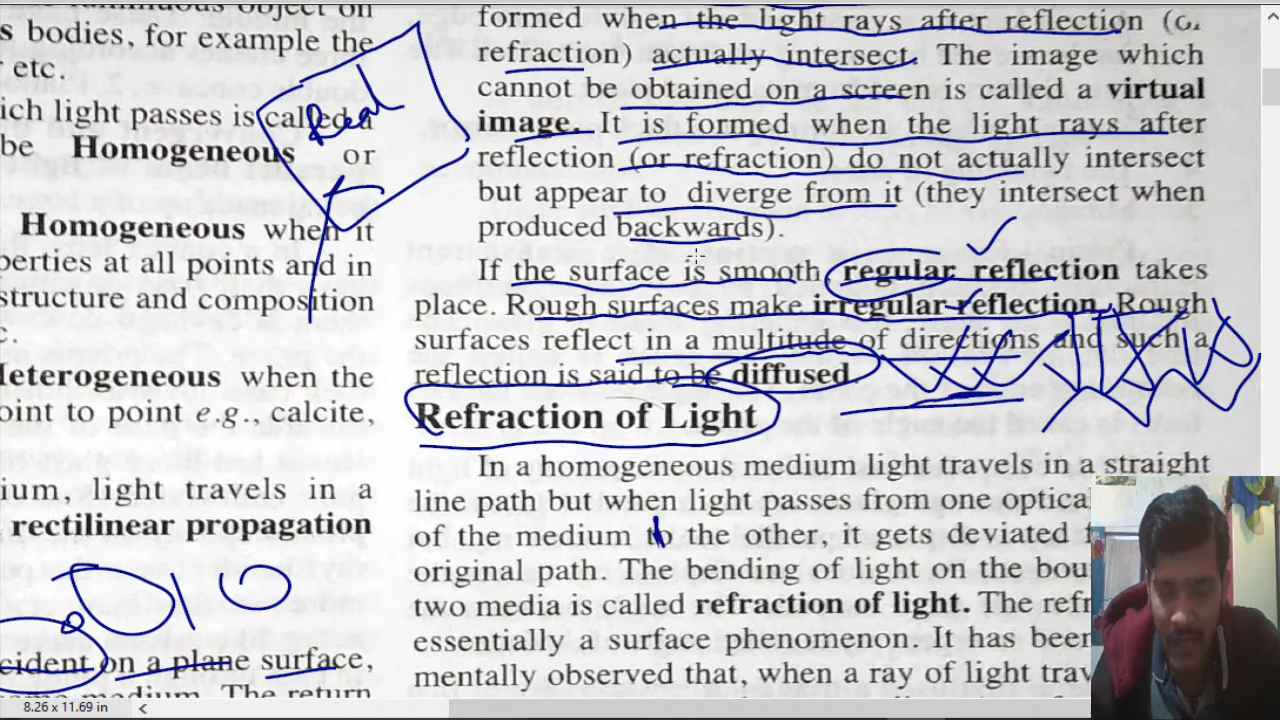 s bodies, for example the
etc.
ich light passes is called a
be Homogeneous or
Homogeneous when it
perties at all points and in
structure and composition
Heterogeneous when the
oint to point e.g. calcite,
ium, light travels in a
rectilinear propagation
cident on a plane surface,
The return
Real
formed when the light rays after reflection (or
refraction) actually intersect. The image which
cannot be obtained on a screen is called a virtual
image. It is formed when the light rays after
reflection (or refraction) do not actually intersect
but appear to diverge from it (they intersect when
produced backwards).
If the surface is smooth, regular reflection takes
place. Rough surfaces make irregular reflection. Rough
surfaces reflect in a multitude of directions and such a
reflection is said to be diffused.
Refraction of Light
In a homogeneous medium light travels in a straight
line path but when light passes from one optical
of the medium to the other, it gets deviated f
original path. The bending of light on the bou
two media is called refraction of light. The refr
essentially a surface phenomenon. It has been
mentally observed that, when a ray of light trav
8.26 x 11.69 in